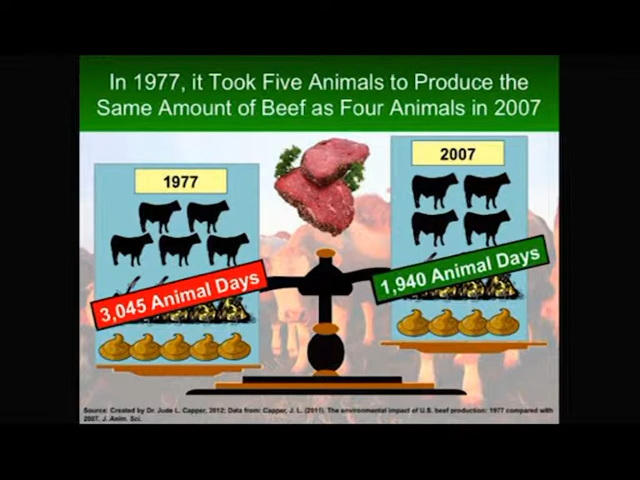 In 1977, it Took Five Animals to Produce the
Same Amount of Beef as Four Animals in 2007
1977
2007
3,045 Animal Days
1,940 Animal Days
Source: Created by Dr. Jude L. Capper, 2012; Data from: Capper, J. L. (2011). The environmental impact of U.S. beef production: 1977 compared with
2007. J. Anim. Sci.